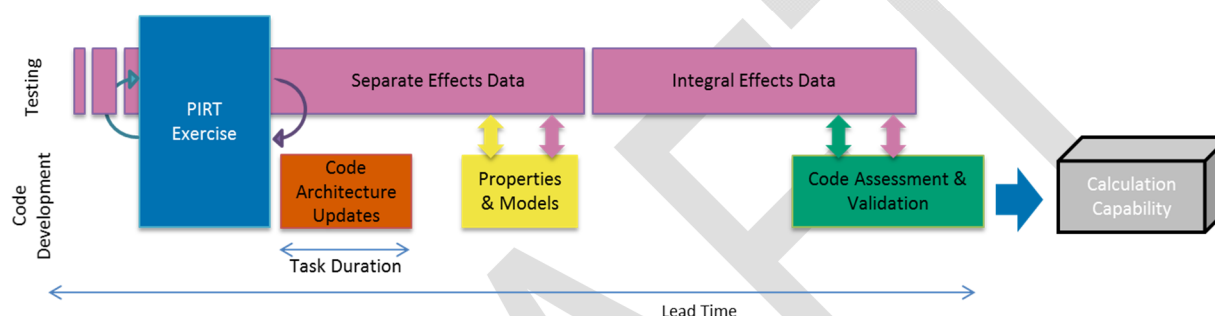 Testing
PIRT
Exercise
Separate Effects Data
Integral Effects Data
Code
Development
Code
Architecture
Updates
Properties
& Models
Code Assessment &
Validation
Calculation
Capability
Task Duration
Lead Time